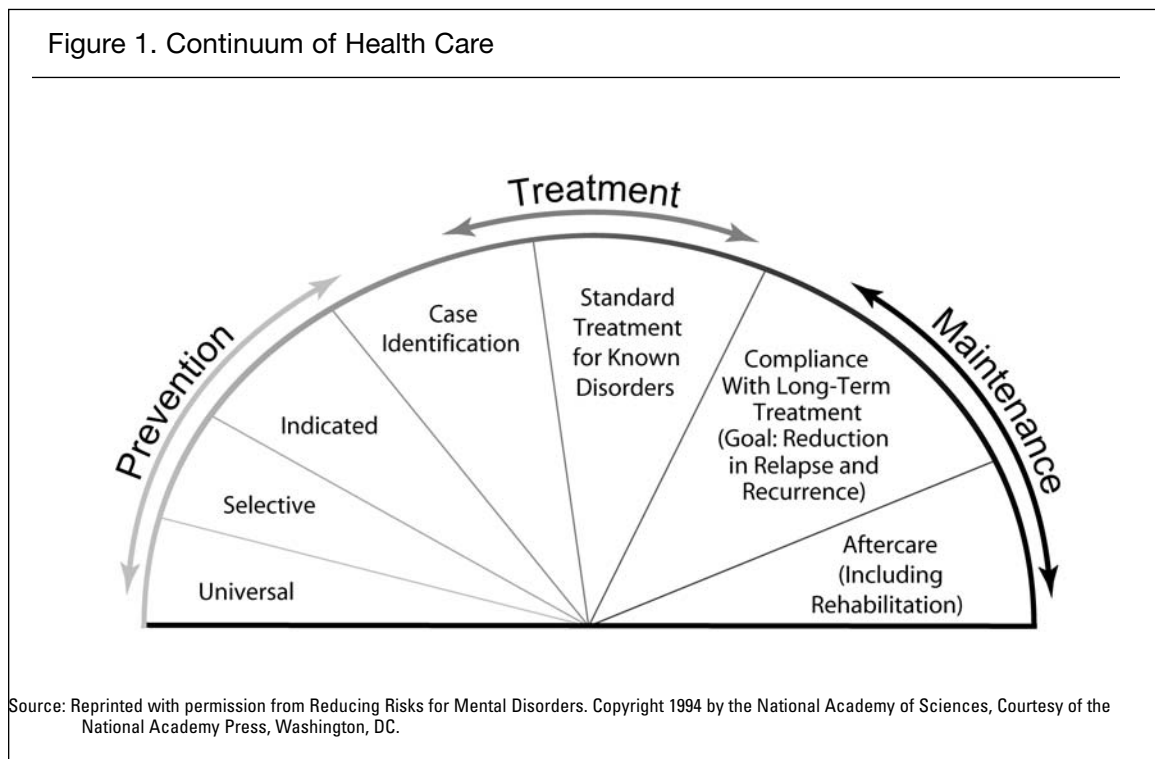 Figure 1. Continuum of Health Care
Treatment
Prevention
Maintenance
Universal
Selective
Indicated
Case
Identification
Standard
Treatment
for Known
Disorders
Compliance
With Long-Term
Treatment
(Goal: Reduction
in Relapse and
Recurrence)
Aftercare
(Including
Rehabilitation)
Source: Reprinted with permission from Reducing Risks for Mental Disorders. Copyright 1994 by the National Academy of Sciences, Courtesy of the
National Academy Press, Washington, DC.